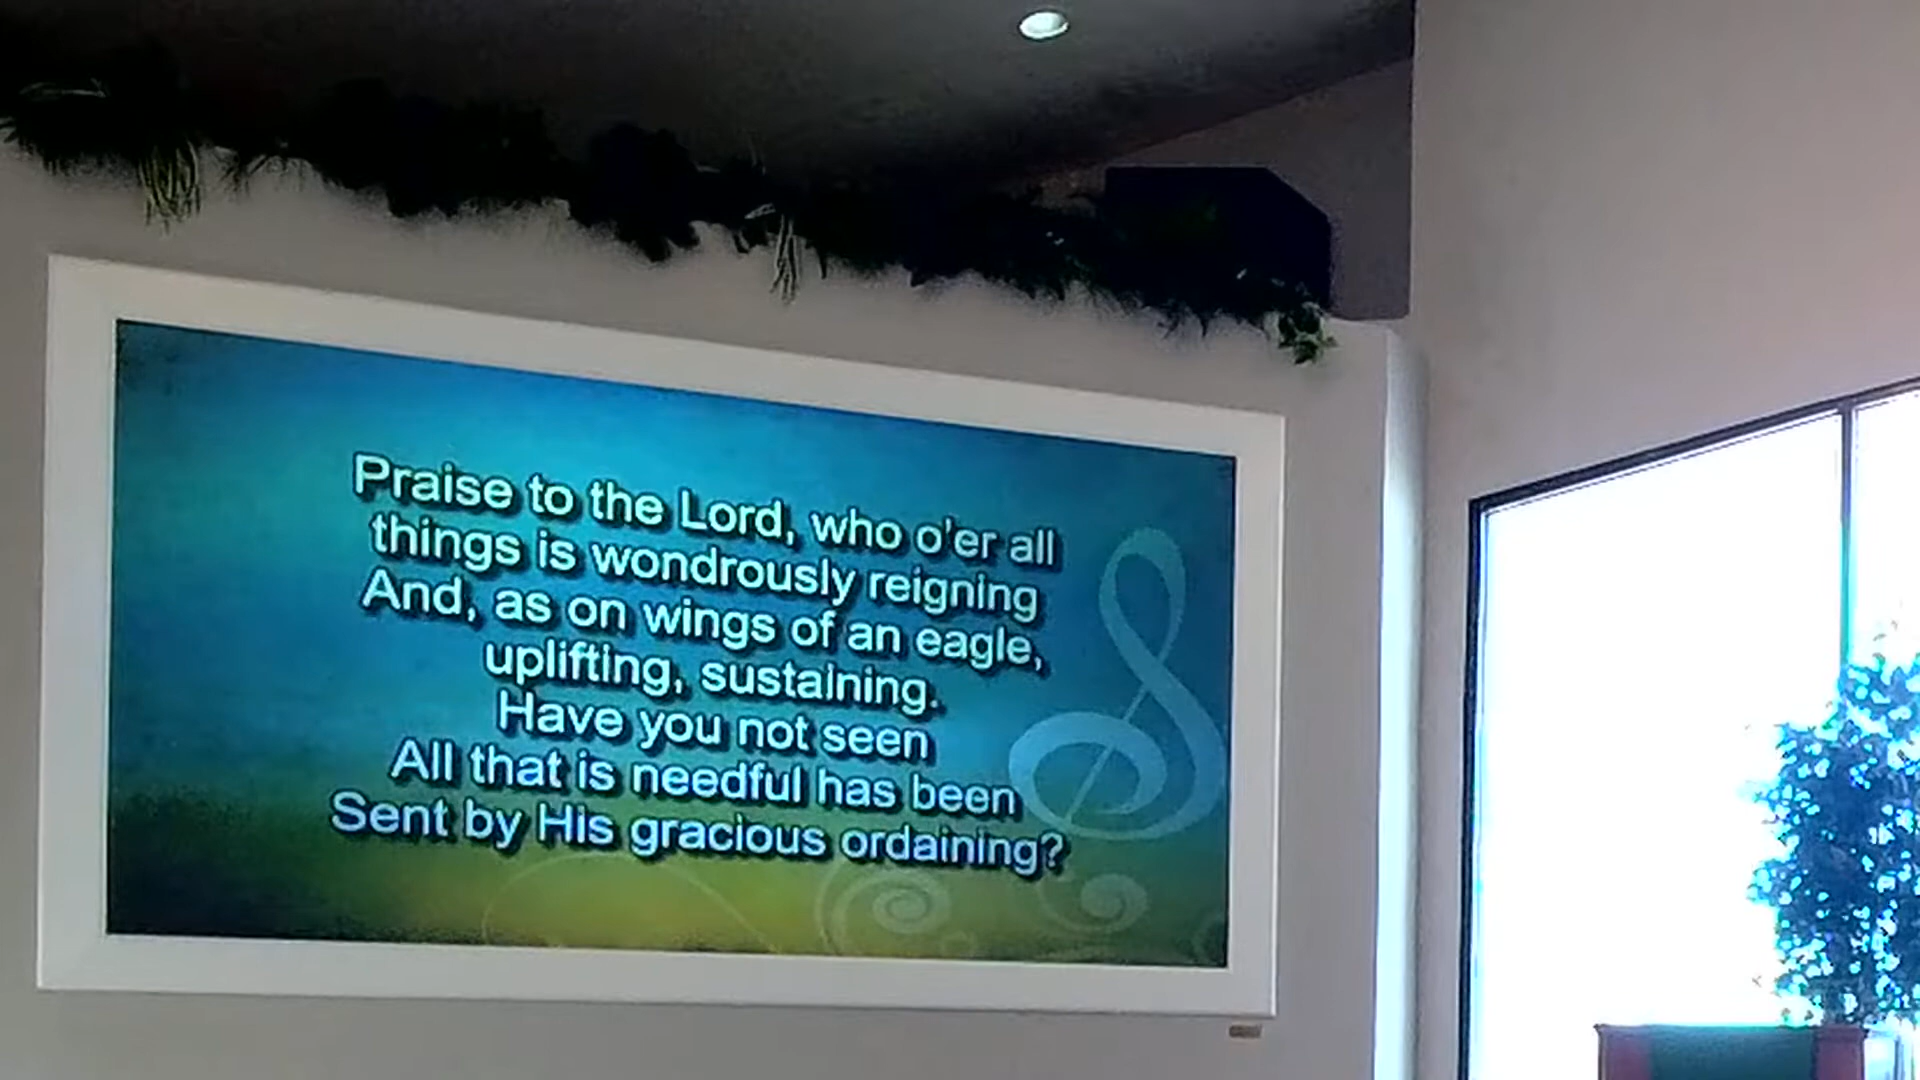 Praise to the Lord, who o'er all
things is wondrously reigning
And, as on wings of an eagle,
uplifting, sustaining.
Have you not seen
All that is needful has been
Sent by His gracious ordaining?